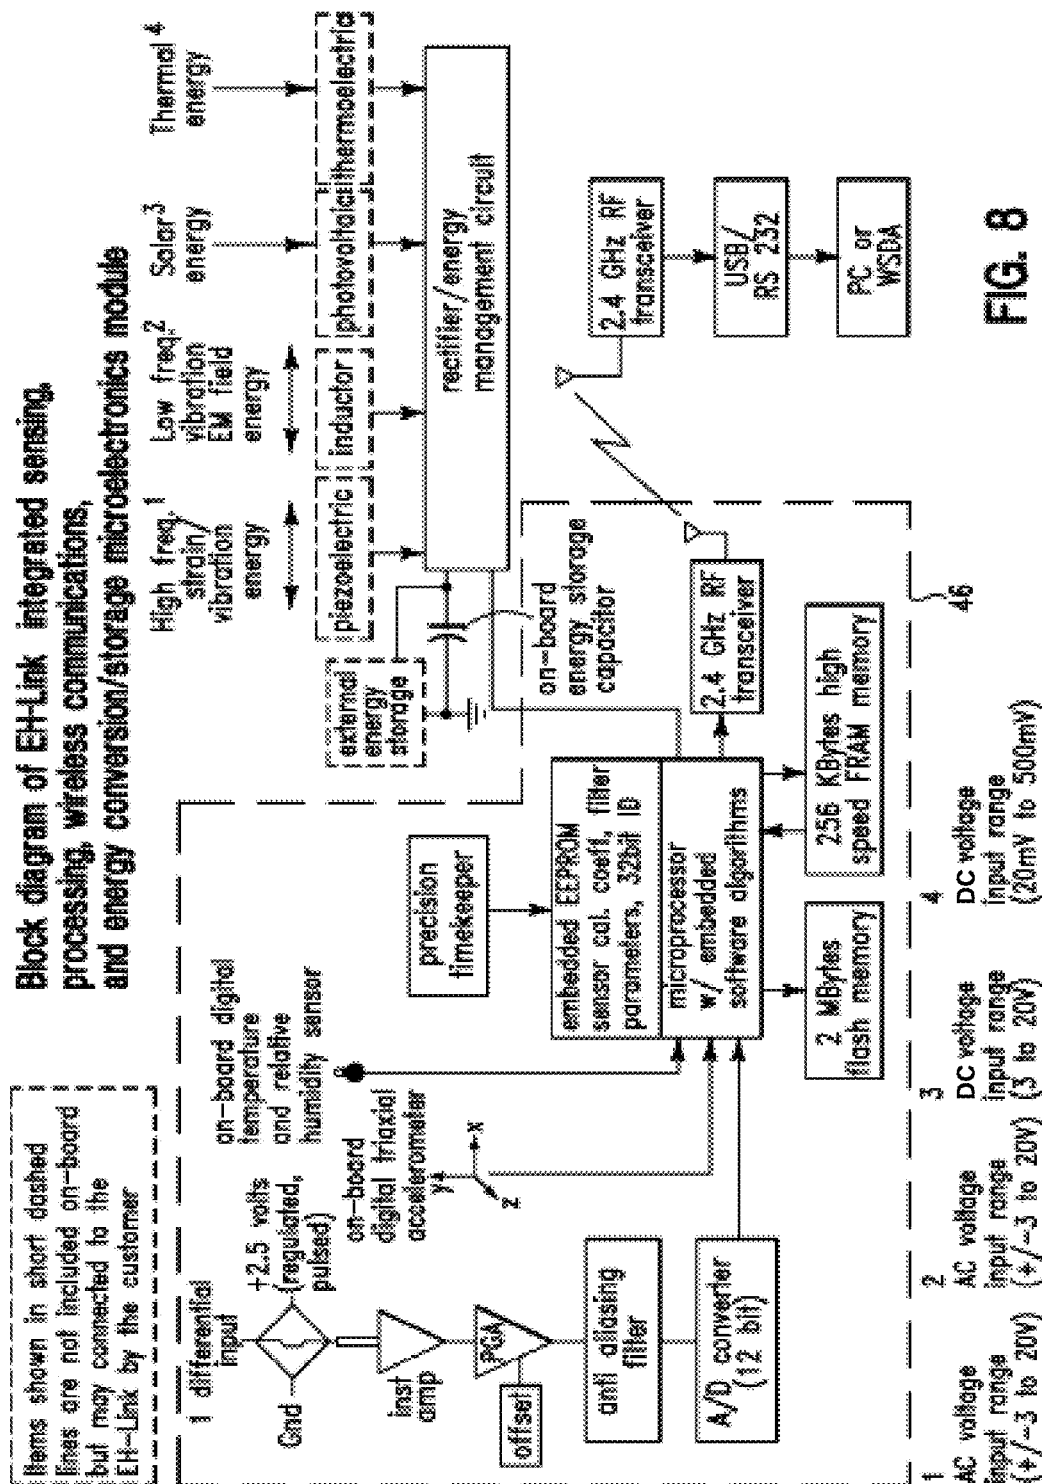 Items shown in short dashed
lines are not included on-board
but may connected to the
EH-Link by the customer
Block diagram of EH-Link integrated sensing,
processing, wireless communications,
and energy conversion/storage microelectronics module
1 differential
input
Gnd
+2.5 volts
(regulated,
pulsed)
inst
amp
PGA
offset
anti aliasing
filter
A/D converter
(12 bit)
on-board digital
temperature
and relative
humidity sensor
on-board
digital triaxial
accelerometer
y
x
z
precision
timekeeper
embedded EEPROM
sensor cal. coeff, filter
parameters, 32bit ID
microprocessor
w/ embedded
software algorithms
2 MBytes
flash memory
256 KBytes high
speed FRAM memory
2.4 GHz RF
transceiver
46
High freq.1
strain/
vibration
energy
Low freq.2
vibration
EM field
energy
Solar3
energy
Thermal4
energy
piezoelectric
inductor
photovoltaic
thermoelectric
external
energy
storage
on-board
energy storage
capacitor
rectifier/energy
management circuit
2.4 GHz RF
transceiver
USB/
RS 232
PC or
WSDA
1
AC voltage
input range
(+/-3 to 20V)
2
AC voltage
input range
(+/-3 to 20V)
3
DC voltage
input range
(3 to 20V)
4
DC voltage
input range
(20mV to 500mV)
FIG. 8